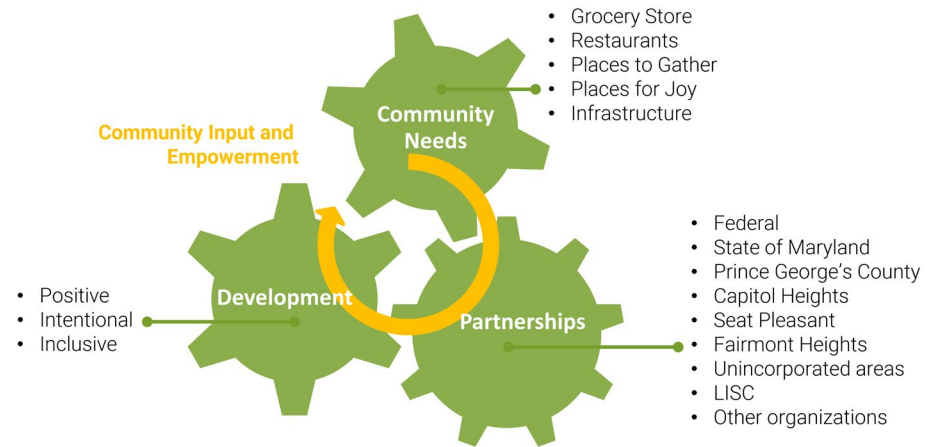 • Grocery Store
• Restaurants
• Places to Gather
• Places for Joy
• Infrastructure
Community
Needs
Community Input and
Empowerment
• Federal
• State of Maryland
• Prince George’s County
• Capitol Heights
• Seat Pleasant
• Fairmont Heights
• Unincorporated areas
• LISC
• Other organizations
Partnerships
Development
• Positive
• Intentional
• Inclusive